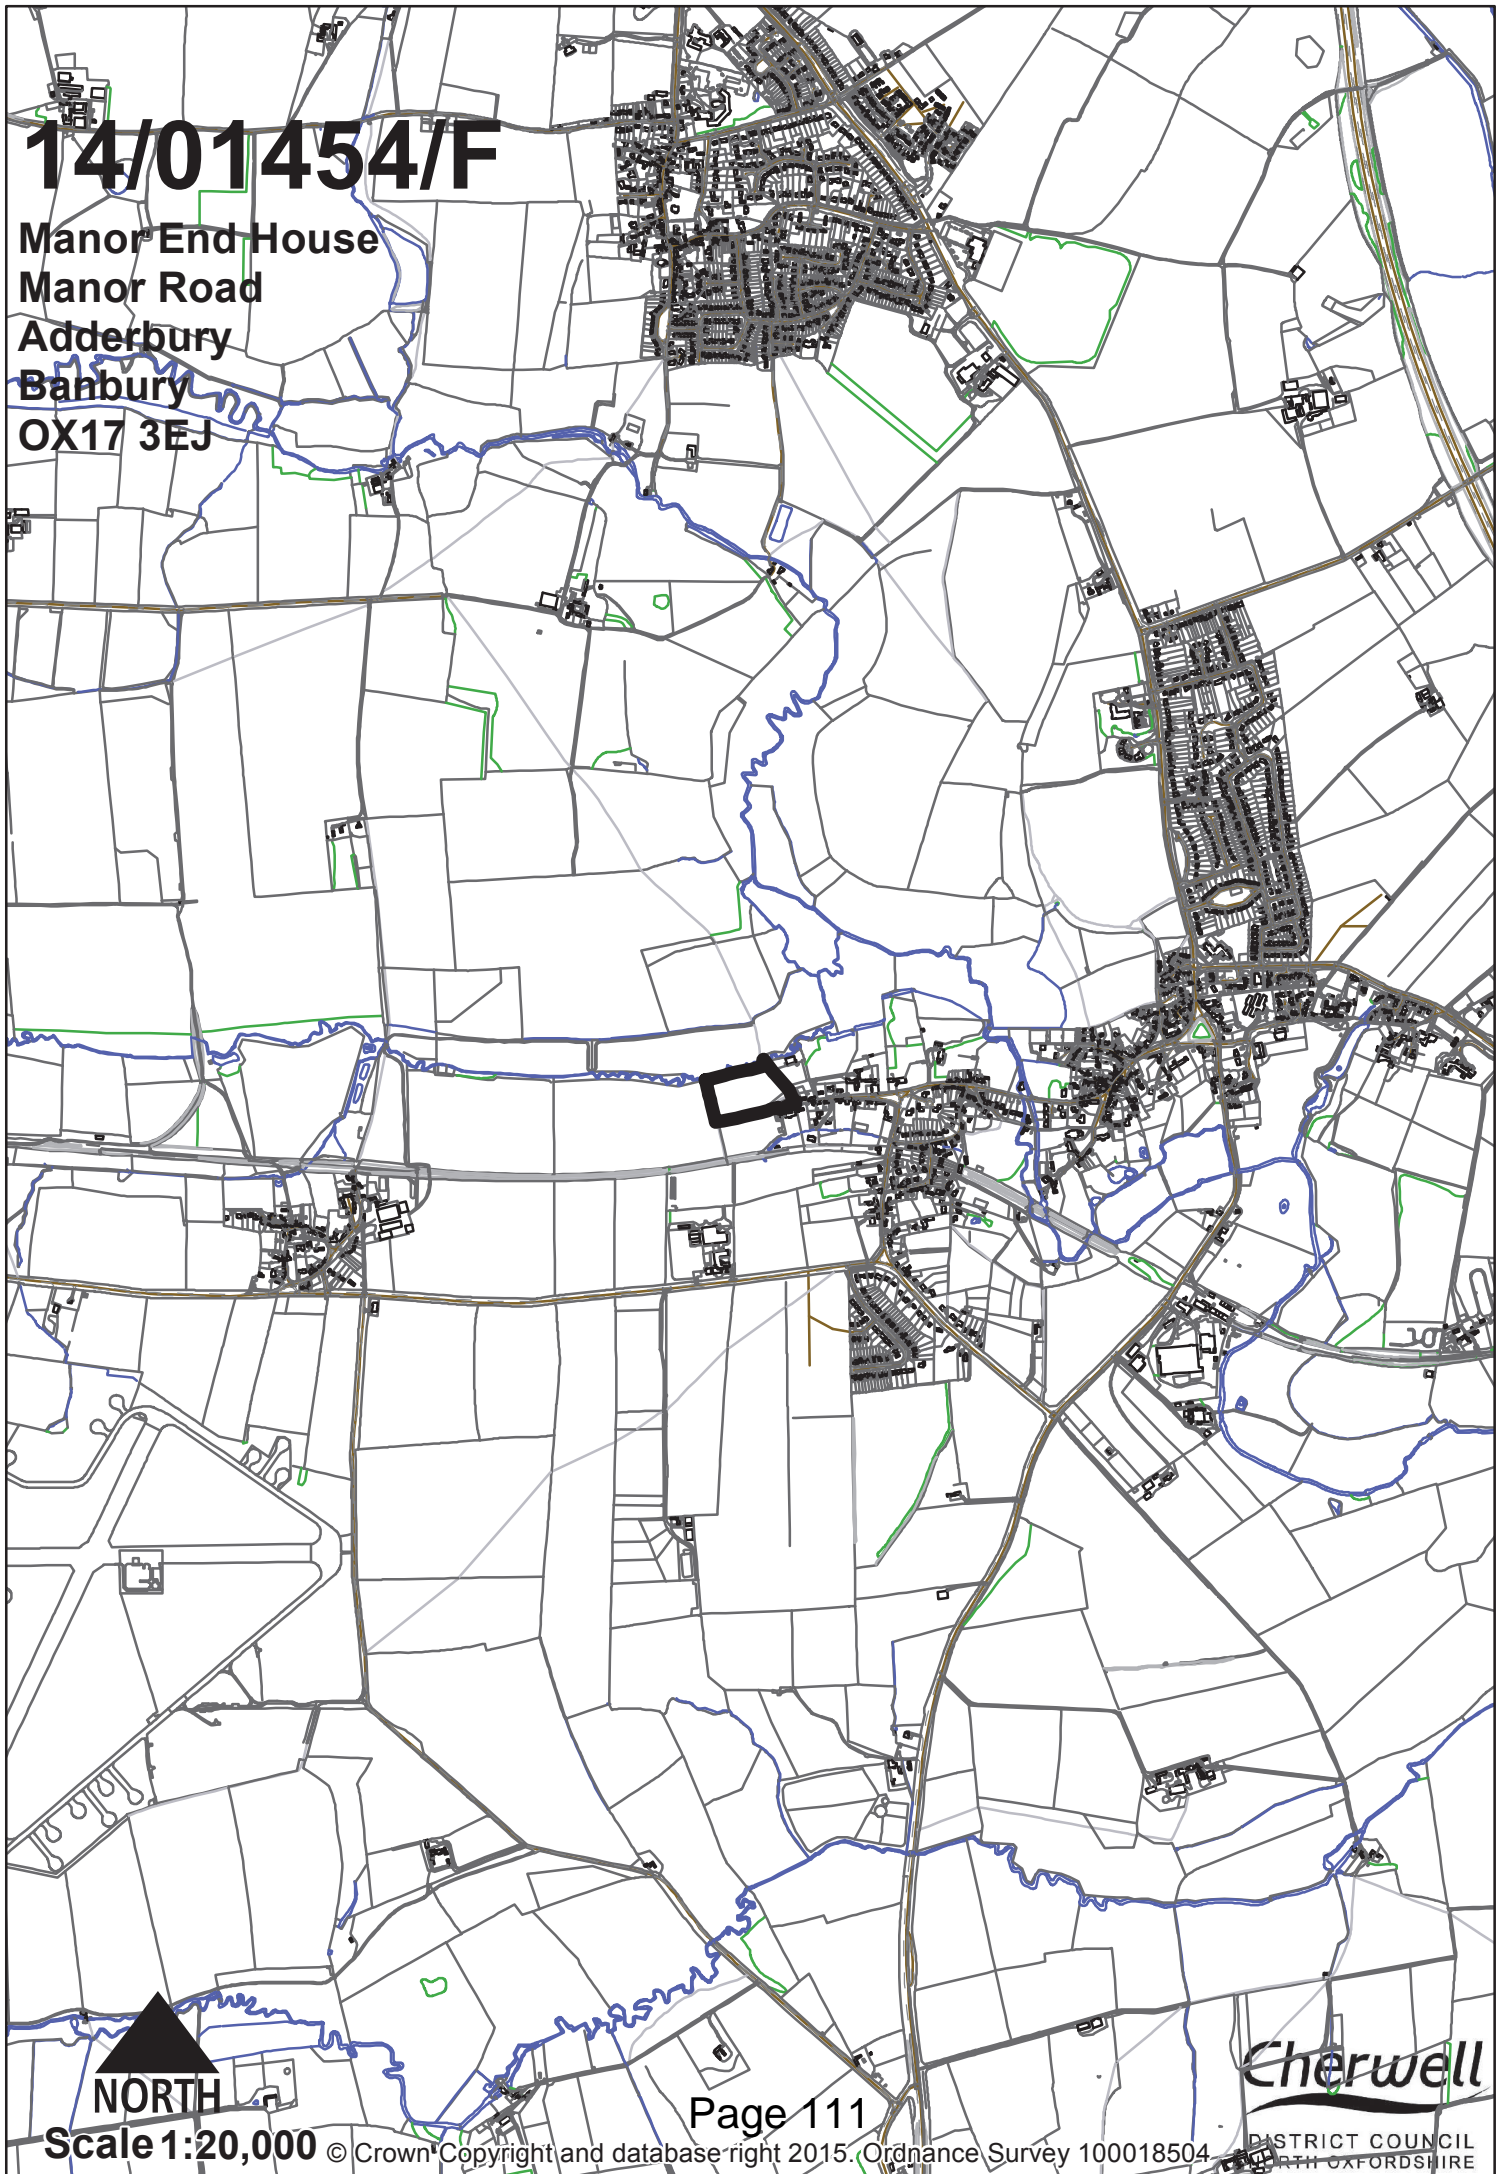 14/01454/F
Manor End House
Manor Road
Adderbury
Banbury
OX17 3EJ
NORTH
Scale 1:20,000
© Crown Copyright and database right 2015. Ordnance Survey 100018504
Page 111
Cherwell
DISTRICT COUNCIL
NORTH OXFORDSHIRE